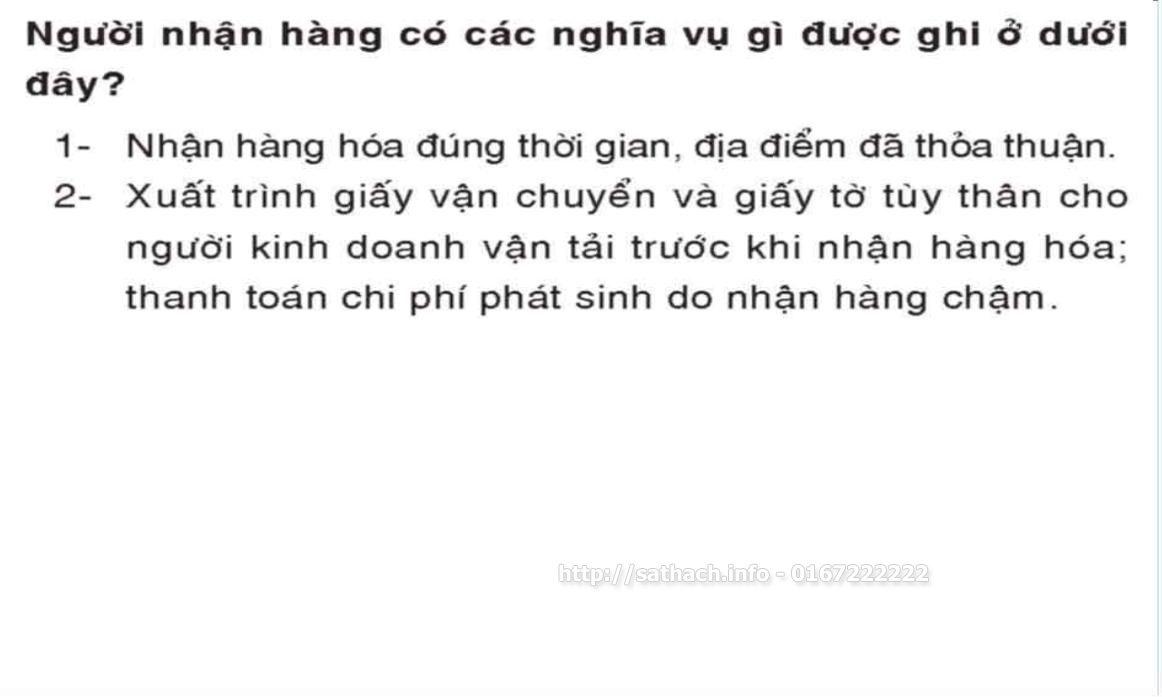 Người nhận hàng có các nghĩa vụ gì được ghi ở dưới
đây?
1- Nhận hàng hóa đúng thời gian, địa điểm đã thỏa thuận.
2- Xuất trình giấy vận chuyển và giấy tờ tùy thân cho
người kinh doanh vận tải trước khi nhận hàng hóa;
thanh toán chi phí phát sinh do nhận hàng chậm.
http://sathach.info - 0167222222